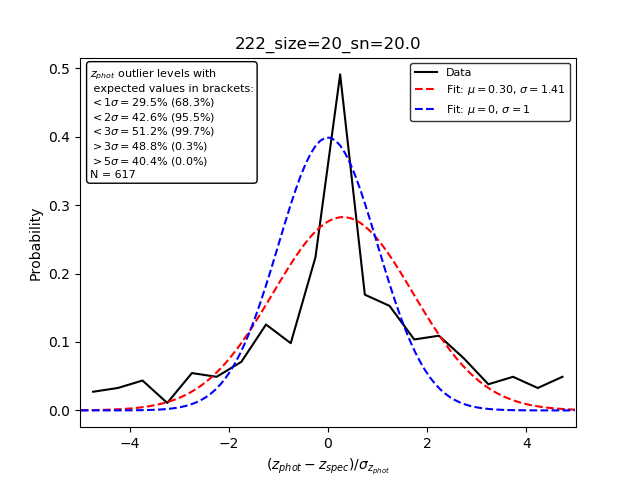 222_size=20_sn=20.0
z_phot outlier levels with
expected values in brackets:
<1σ=29.5% (68.3%)
<2σ=42.6% (95.5%)
<3σ=51.2% (99.7%)
>3σ=48.8% (0.3%)
>5σ=40.4% (0.0%)
N = 617
Data
Fit: μ=0.30, σ=1.41
Fit: μ=0, σ=1
Probability
0.5
0.4
0.3
0.2
0.1
0.0
−4 −2 0 2 4
(z_phot − z_spec)/σ_z_phot